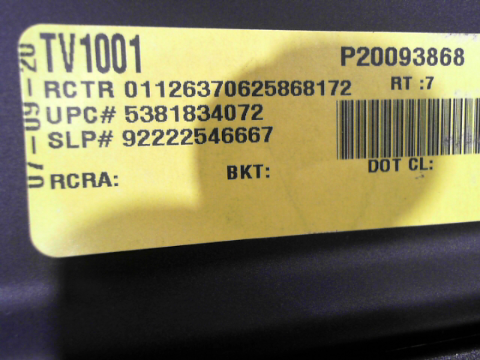 TV1001 P20093868
RCTR 01126370625868172 RT :7
UPC# 5381834072
SLP# 92222546667
RCRA: BKT: DOT CL:
07-09-20